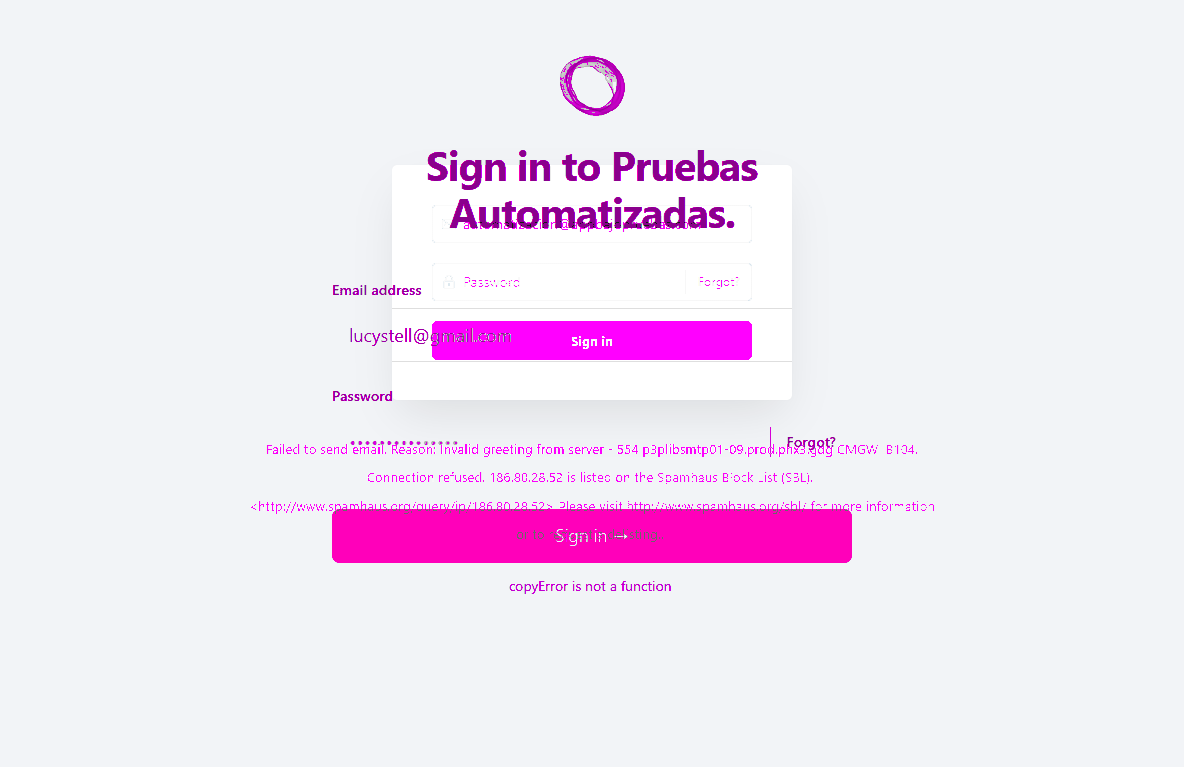 Sign in to Pruebas
Automatizadas.
Password
Forgot?
Email address
Sign in
lucystell@gmail.com
Password
Forgot?
Failed to send email. Reason: Invalid greeting from server - 554 p3plibsmtp01-09.prod.phx3.gdg CMGW B104.
Connection refused. 186.80.28.52 is listed on the Spamhaus Block List (SBL).
<http://www.spamhaus.org/query/ip/186.80.28.52> Please visit http://www.spamhaus.org/sbl/ for more information
Sign in →
copyError is not a function